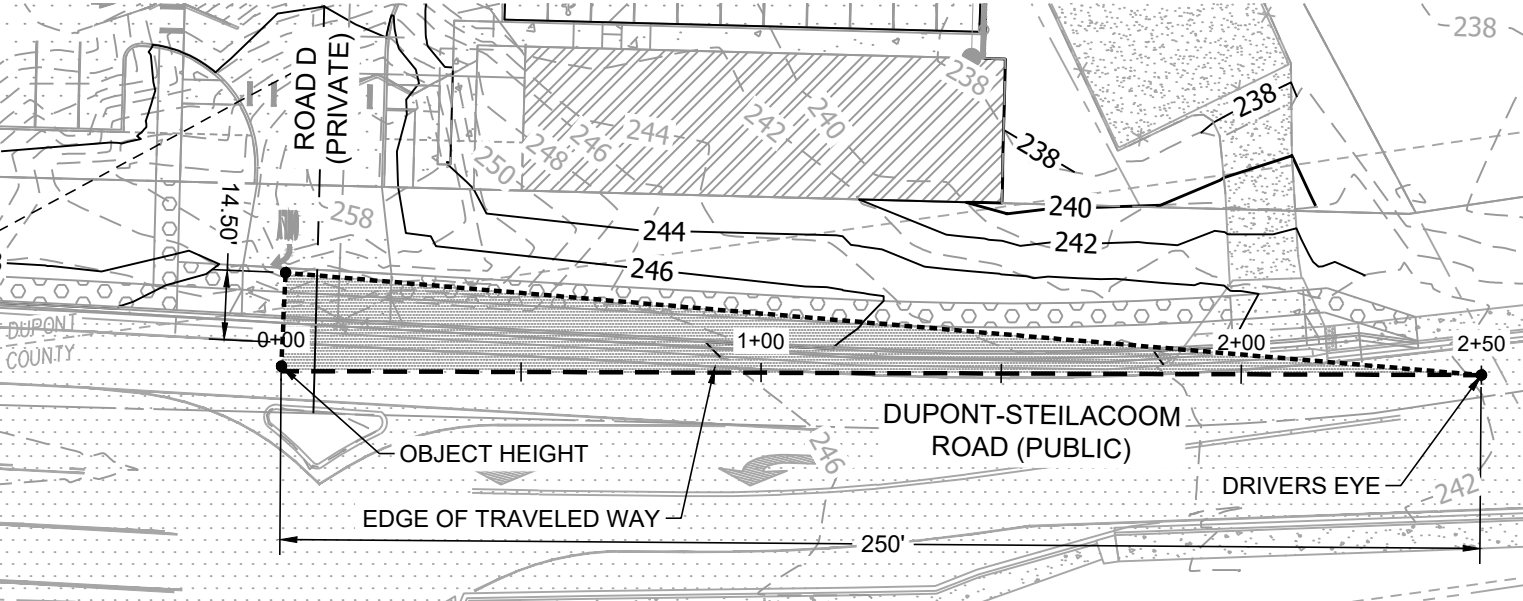 238
ROAD D
(PRIVATE)
238
238
250
248
246
244
242
240
238
14.50'
258
244
240
242
246
DUPONT
COUNTY
0+00
1+00
2+00
2+50
DUPONT-STEILACOOM
ROAD (PUBLIC)
OBJECT HEIGHT
246
DRIVERS EYE
242
EDGE OF TRAVELED WAY
250'